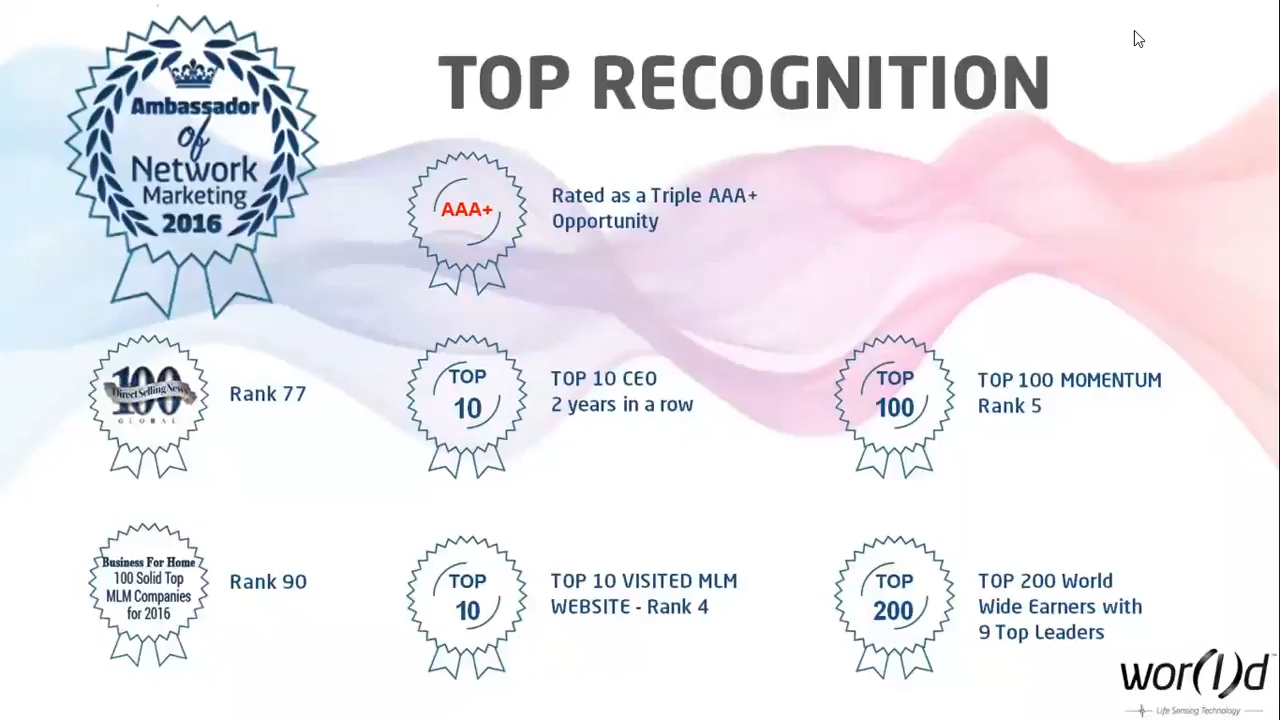 TOP RECOGNITION
Ambassador
of
Network
Marketing
2016
AAA+
Rated as a Triple AAA+
Opportunity
100
Direct Selling News
GLOBAL
Rank 77
TOP
10
TOP 10 CEO
2 years in a row
TOP
100
TOP 100 MOMENTUM
Rank 5
Business For Home
100 Solid Top
MLM Companies
for 2016
Rank 90
TOP
10
TOP 10 VISITED MLM
WEBSITE - Rank 4
TOP
200
TOP 200 World
Wide Earners with
9 Top Leaders
wor(l)d
Life Sensing Technology